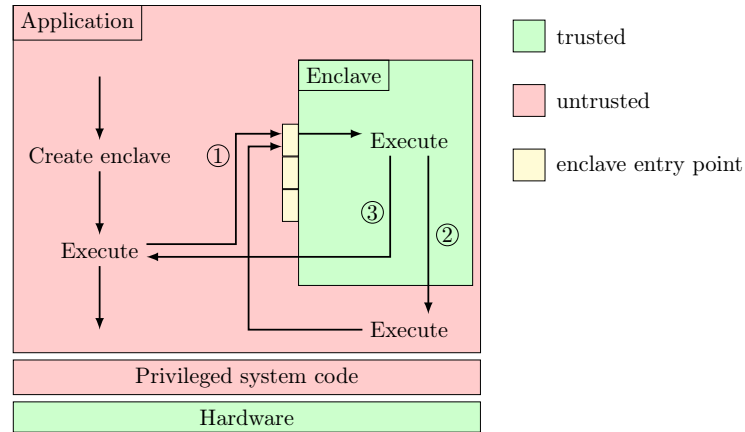 Application
trusted
Enclave
untrusted
Execute
Create enclave
①
enclave entry point
③
②
Execute
Execute
Privileged system code
Hardware